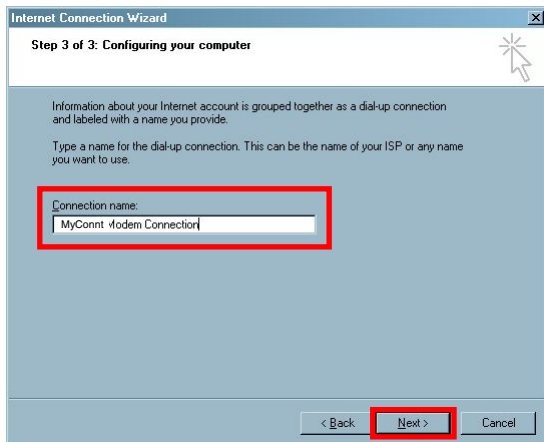 Internet Connection Wizard
Step 3 of 3: Configuring your computer
Information about your Internet account is grouped together as a dial-up connection
and labeled with a name you provide.
Type a name for the dial-up connection. This can be the name of your ISP or any name
you want to use.
Connection name:
MyConnt Modem Connection
< Back Next > Cancel